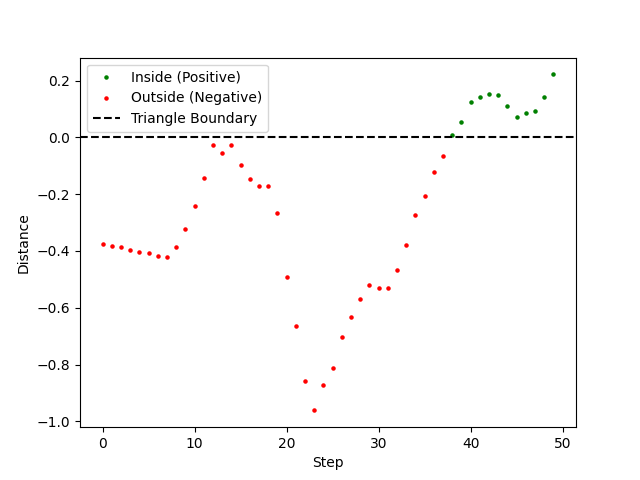 Inside (Positive)
Outside (Negative)
Triangle Boundary
0.2
0.0
−0.2
−0.4
−0.6
−0.8
−1.0
Distance
0 10 20 30 40 50
Step